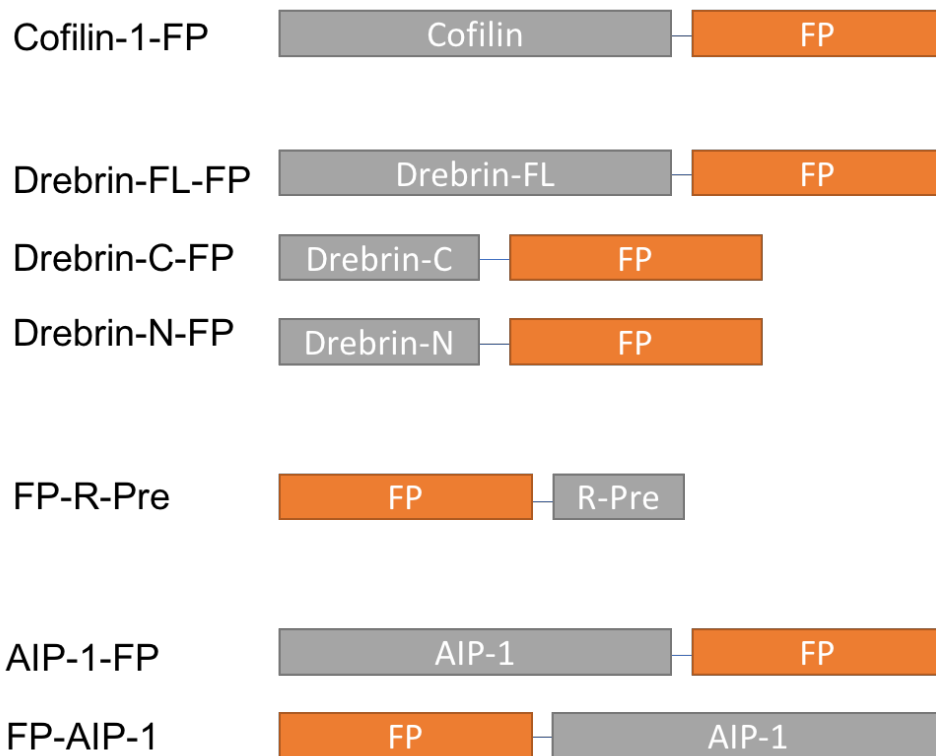 Cofilin-1-FP Cofilin FP
Drebrin-FL-FP Drebrin-FL FP
Drebrin-C-FP Drebrin-C FP
Drebrin-N-FP Drebrin-N FP
FP-R-Pre FP R-Pre
AIP-1-FP AIP-1 FP
FP-AIP-1 FP AIP-1